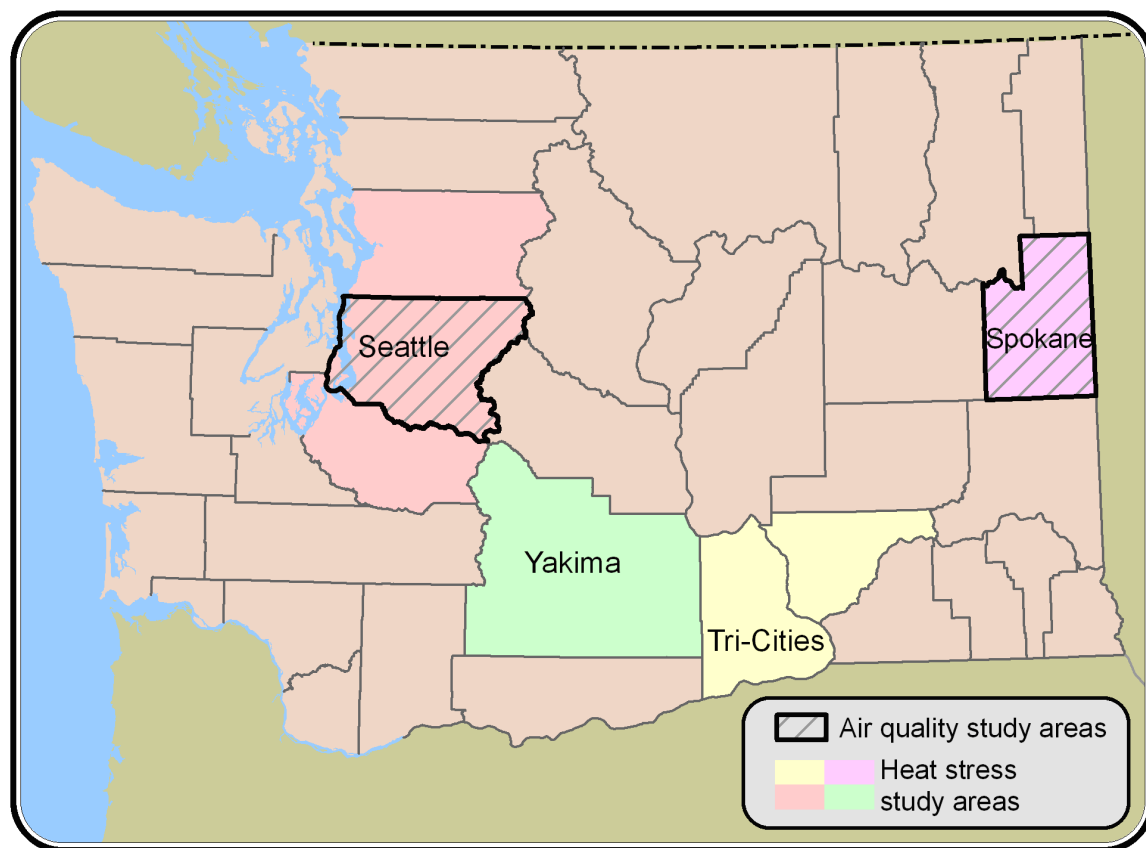 Seattle
Spokane
Yakima
Tri-Cities
Air quality study areas
Heat stress
study areas